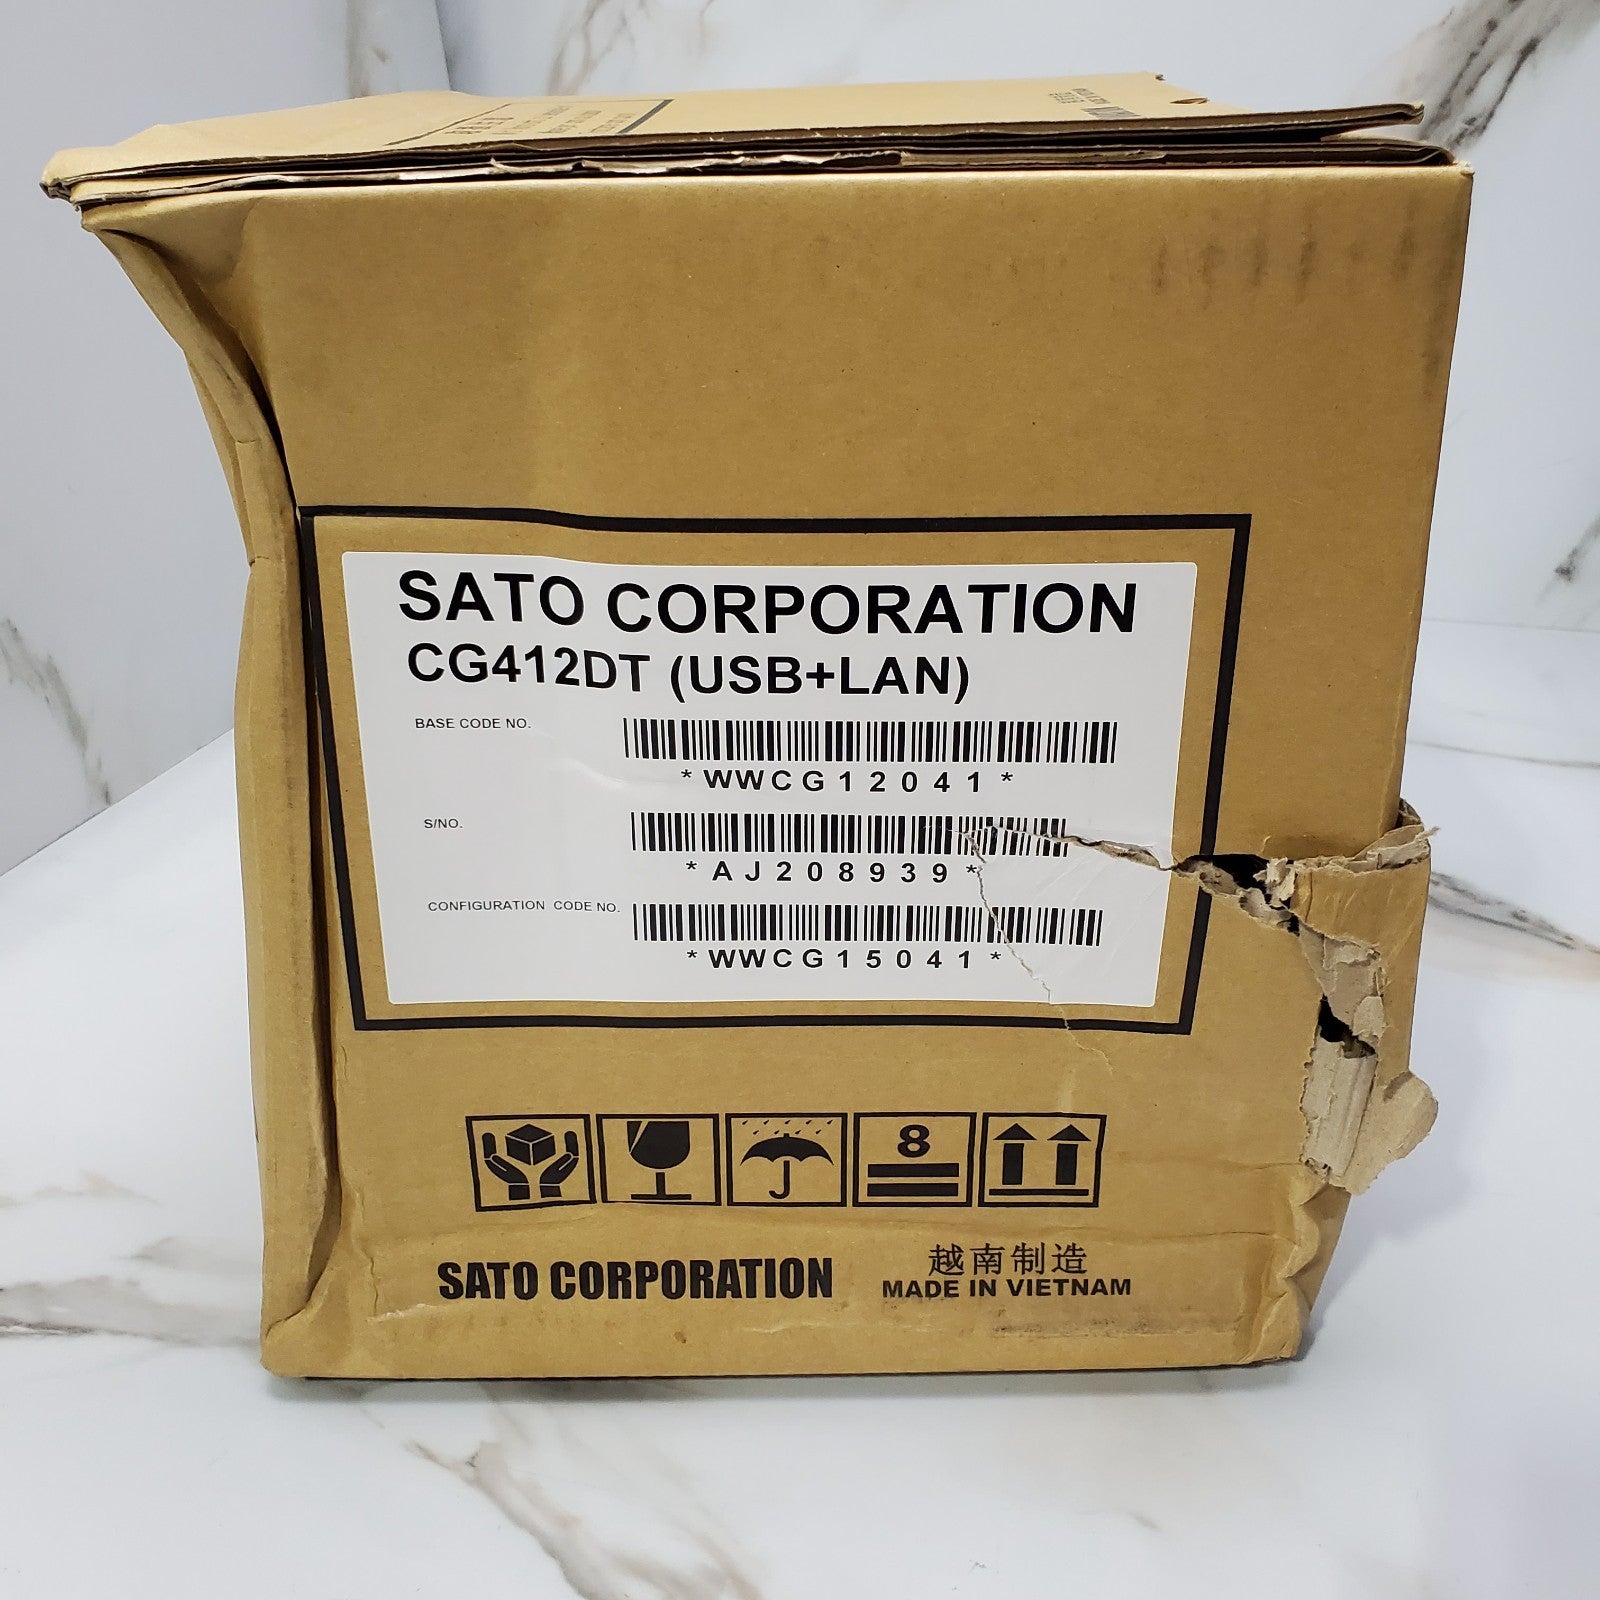 SATO CORPORATION
CG412DT (USB+LAN)
BASE CODE NO.
*WWCG12041*
S/NO.
*AJ208939*
CONFIGURATION CODE NO.
*WWCG15041*
8
SATO CORPORATION
越南制造
MADE IN VIETNAM